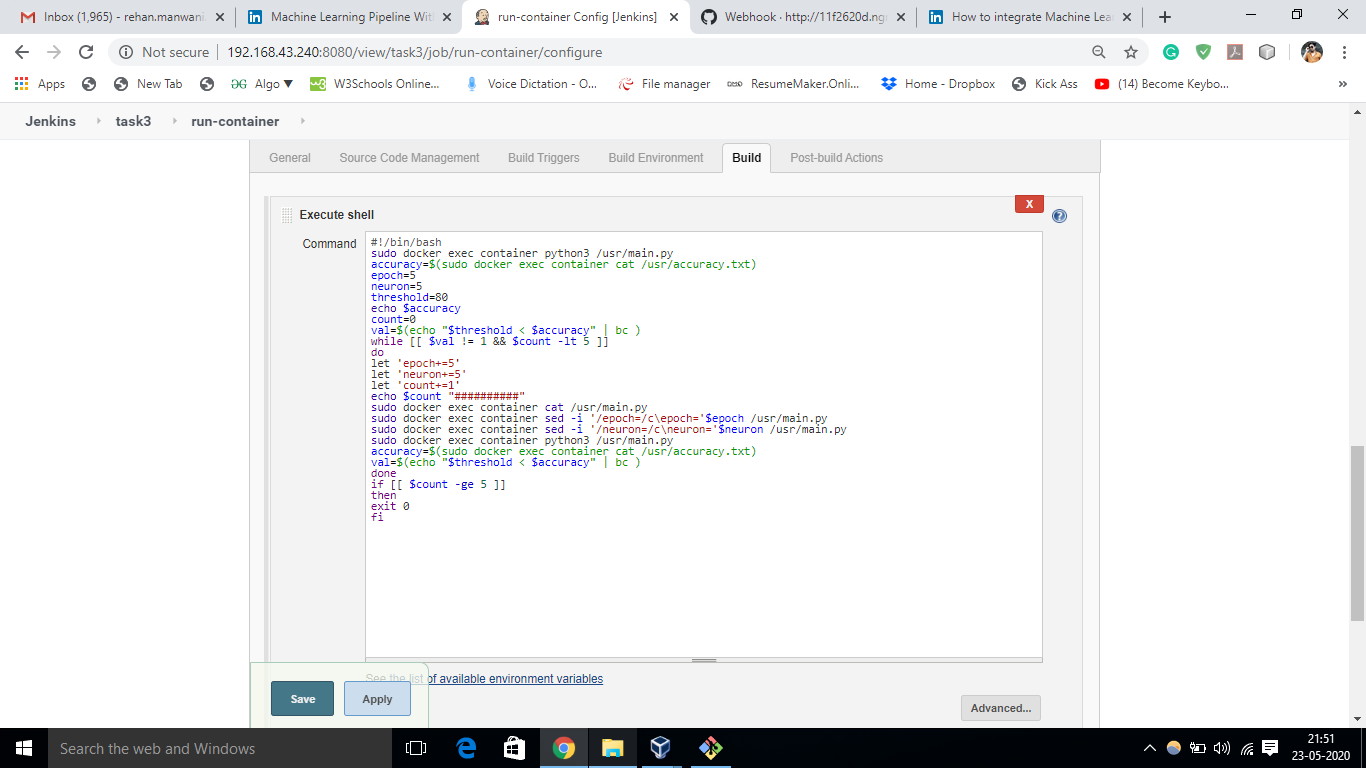 Inbox (1,965) - rehan.manwani.
Machine Learning Pipeline Wit
run-container Config [Jenkins]
Webhook · http://11f2620d.ng
How to integrate Machine Lea
Not secure | 192.168.43.240:8080/view/task3/job/run-container/configure
Apps New Tab Algo ▼ W3Schools Online... Voice Dictation - O... File manager ResumeMaker.Onli... Home - Dropbox Kick Ass (14) Become Keybo... »
Jenkins task3 run-container
General Source Code Management Build Triggers Build Environment Build Post-build Actions
Execute shell
X
Command
#!/bin/bash
sudo docker exec container python3 /usr/main.py
accuracy=$(sudo docker exec container cat /usr/accuracy.txt)
epoch=5
neuron=5
threshold=80
echo $accuracy
count=0
val=$(echo "$threshold < $accuracy" | bc )
while [[ $val != 1 && $count -lt 5 ]]
do
let 'epoch+=5'
let 'neuron+=5'
let 'count+=1'
echo $count "##########"
sudo docker exec container cat /usr/main.py
sudo docker exec container sed -i '/epoch=/c\epoch='$epoch /usr/main.py
sudo docker exec container sed -i '/neuron=/c\neuron='$neuron /usr/main.py
sudo docker exec container python3 /usr/main.py
accuracy=$(sudo docker exec container cat /usr/accuracy.txt)
val=$(echo "$threshold < $accuracy" | bc )
done
if [[ $count -ge 5 ]]
then
exit 0
fi
See the list of available environment variables
Save Apply
Advanced...
Search the web and Windows
21:51
23-05-2020